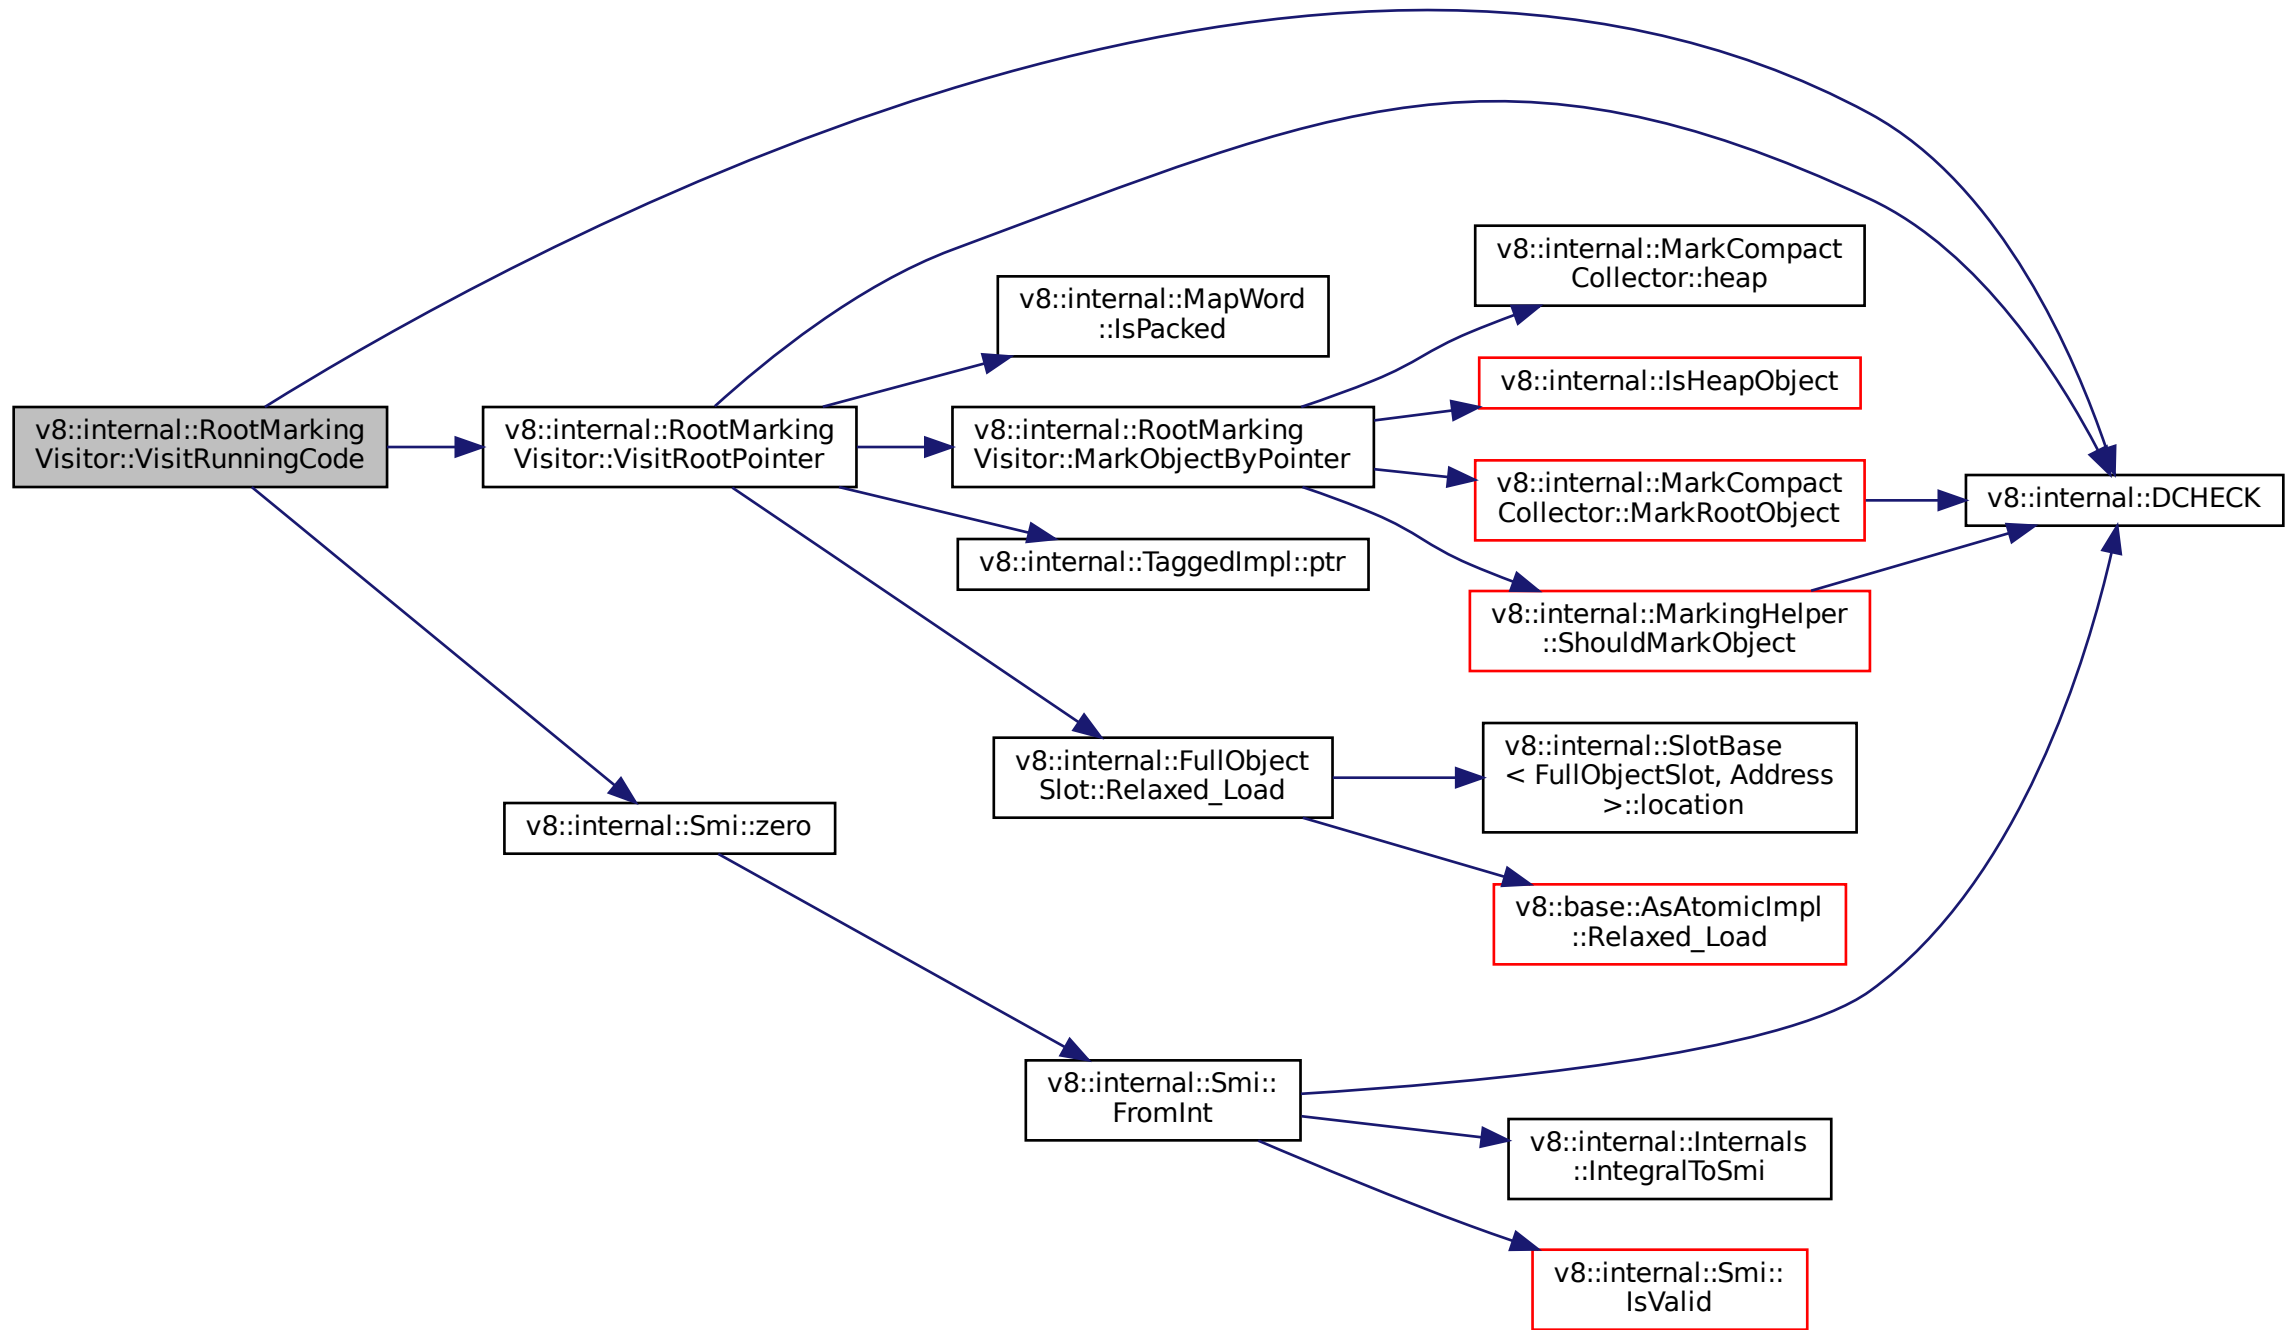 v8::internal::RootMarking
Visitor::VisitRunningCode
v8::internal::RootMarking
Visitor::VisitRootPointer
v8::internal::Smi::zero
v8::internal::MapWord
::IsPacked
v8::internal::RootMarking
Visitor::MarkObjectByPointer
v8::internal::TaggedImpl::ptr
v8::internal::FullObject
Slot::Relaxed_Load
v8::internal::Smi::
FromInt
v8::internal::MarkCompact
Collector::heap
v8::internal::IsHeapObject
v8::internal::MarkCompact
Collector::MarkRootObject
v8::internal::MarkingHelper
::ShouldMarkObject
v8::internal::SlotBase
< FullObjectSlot, Address
>::location
v8::base::AsAtomicImpl
::Relaxed_Load
v8::internal::Internals
::IntegralToSmi
v8::internal::Smi::
IsValid
v8::internal::DCHECK